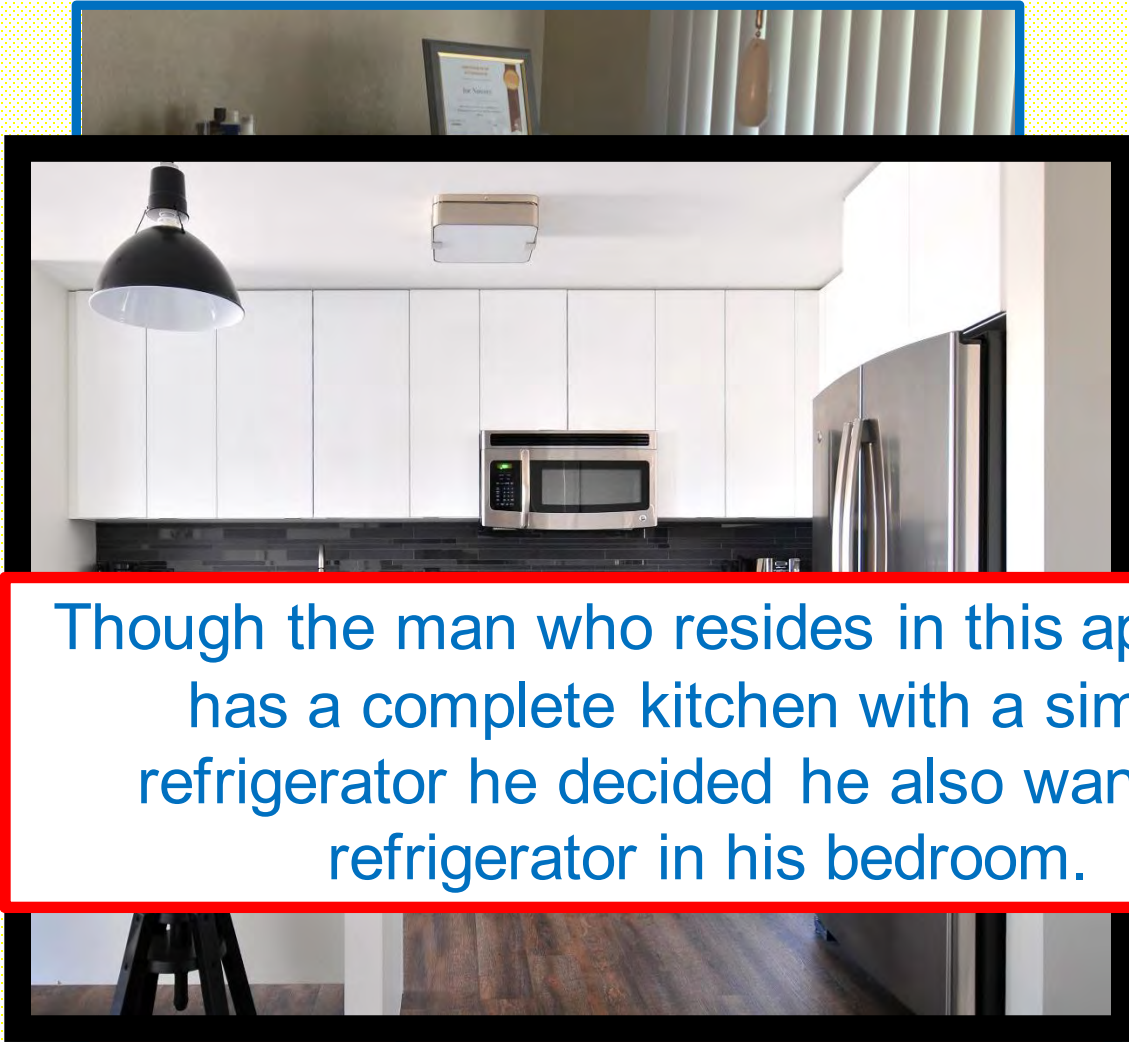 Though the man who resides in this ap
has a complete kitchen with a sim
refrigerator he decided he also wan
refrigerator in his bedroom.